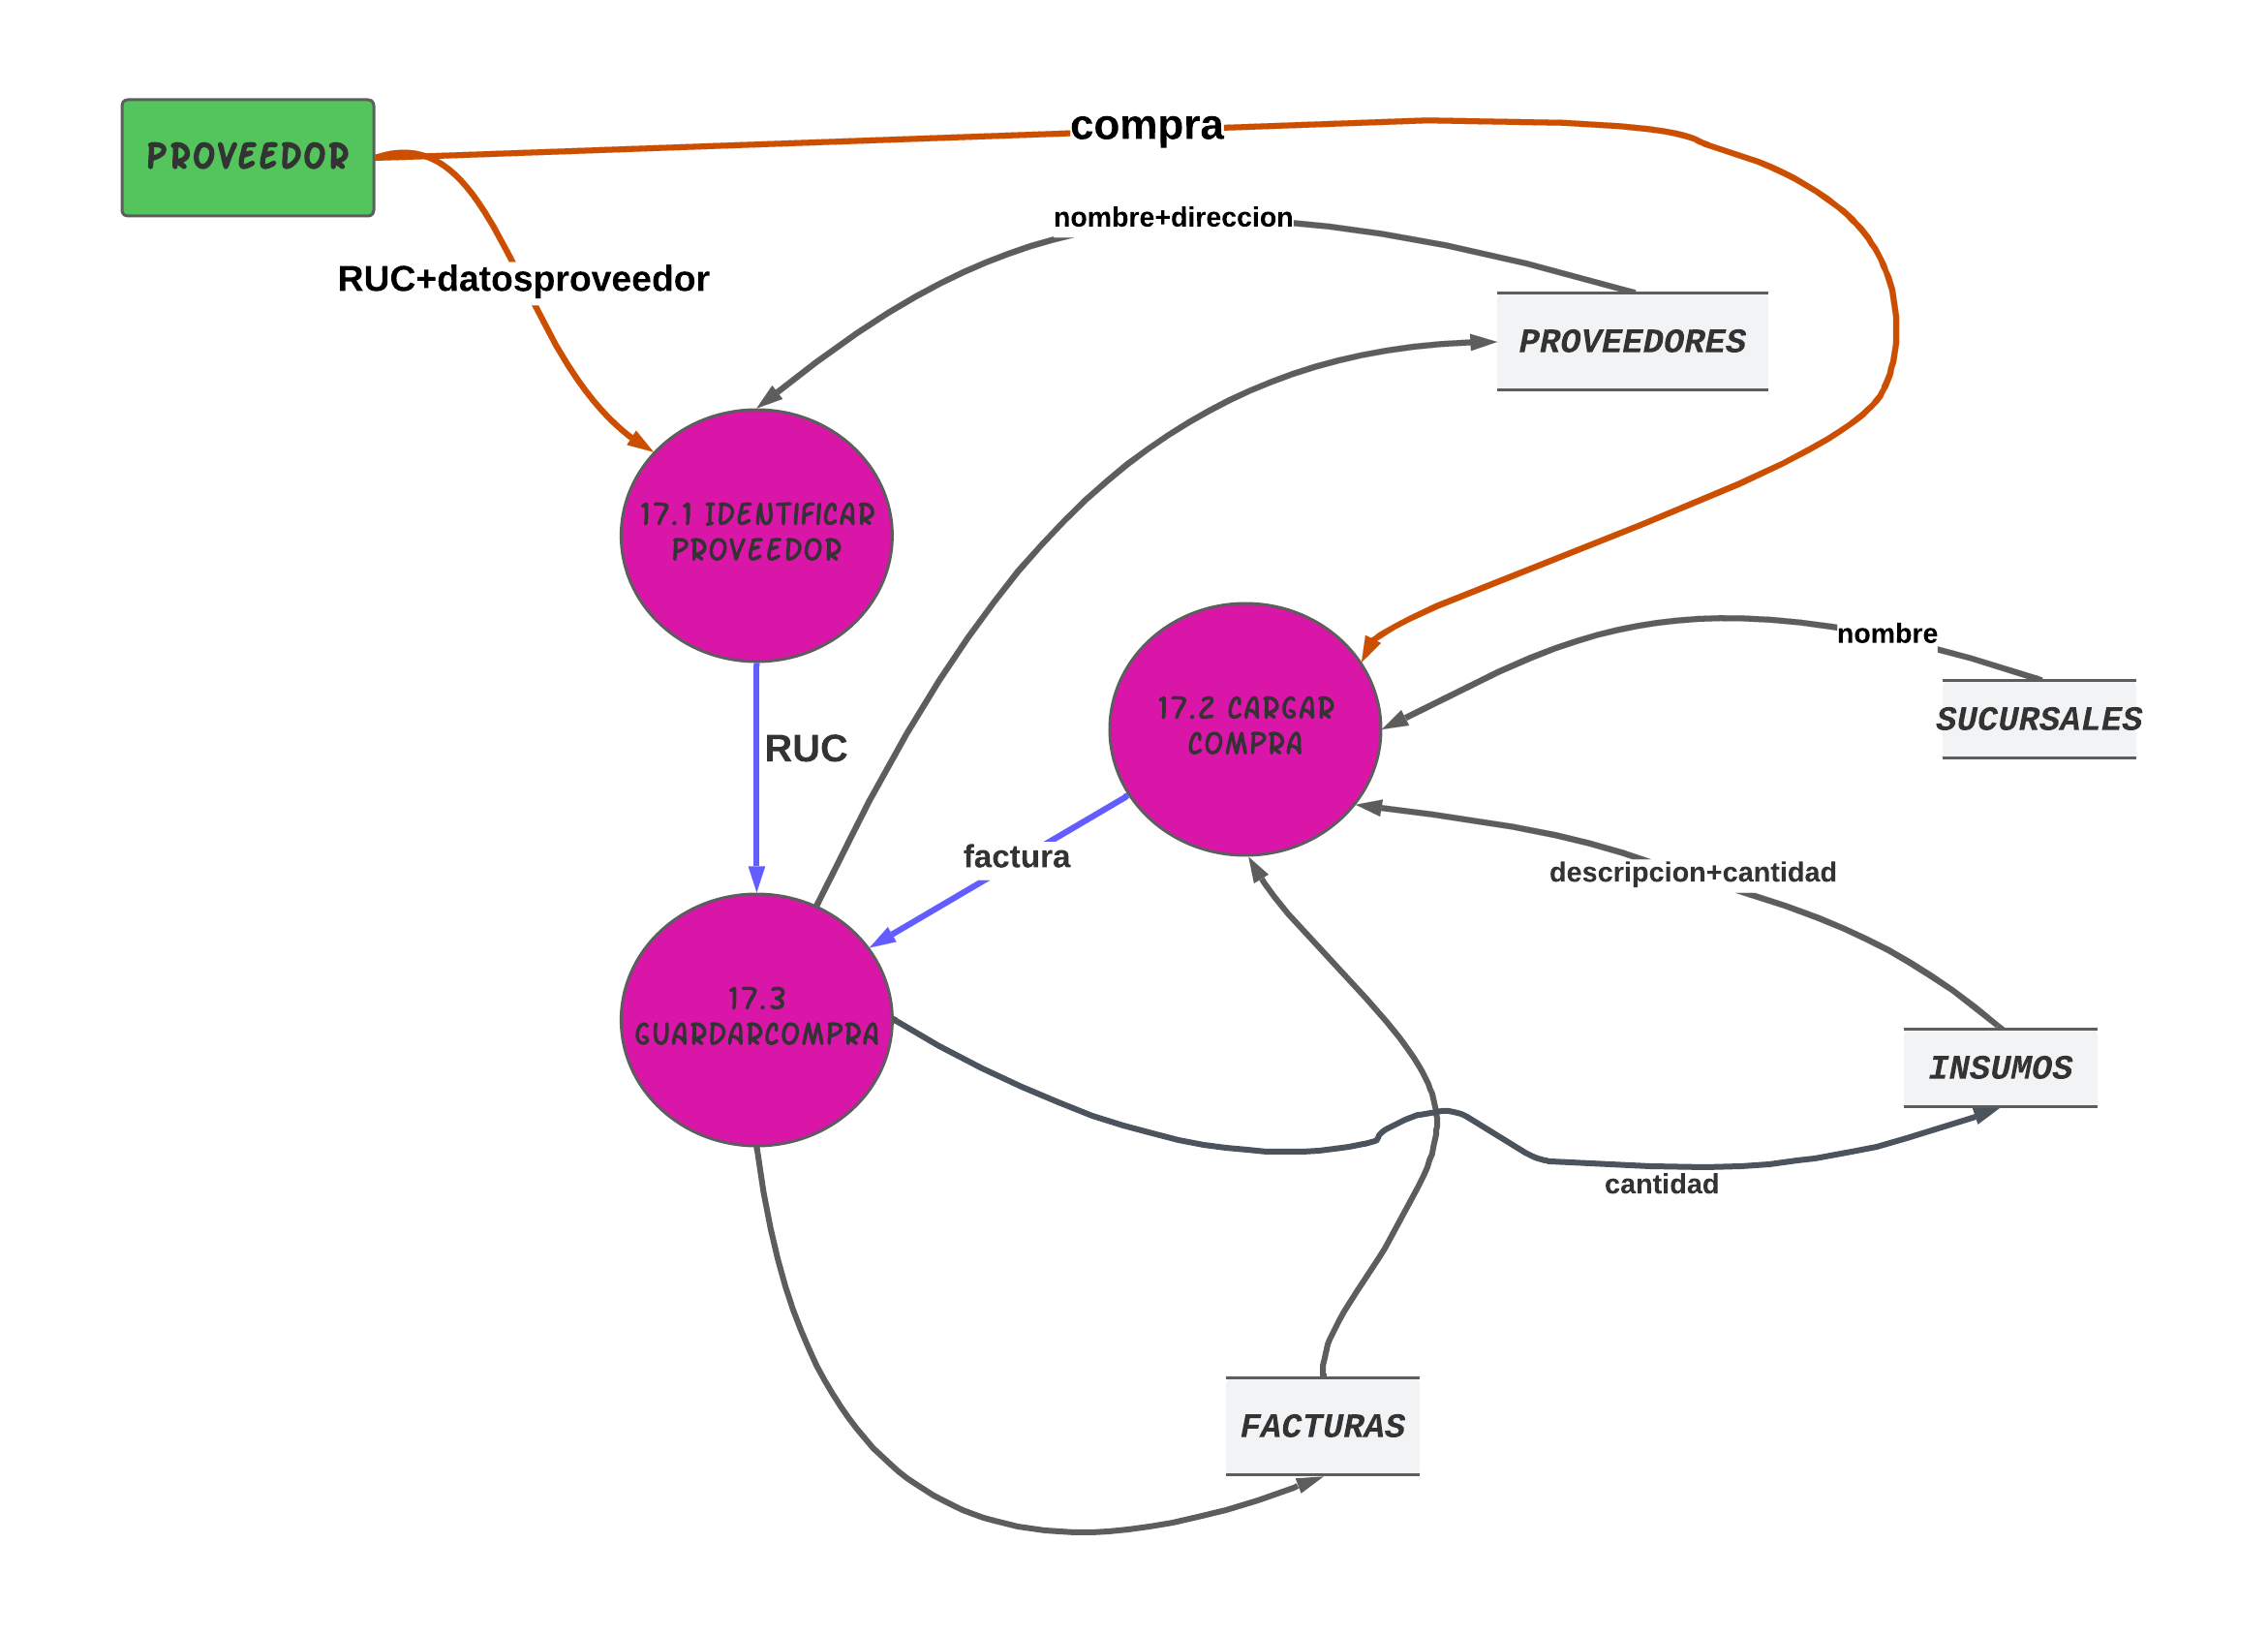 compra
PROVEEDOR
nombre+direccion
RUC+datosproveedor
PROVEEDORES
17.1 IDENTIFICAR
PROVEEDOR
nombre
17.2 CARGAR
COMPRA
SUCURSALES
RUC
factura
descripcion+cantidad
17.3
GUARDARCOMPRA
INSUMOS
cantidad
FACTURAS